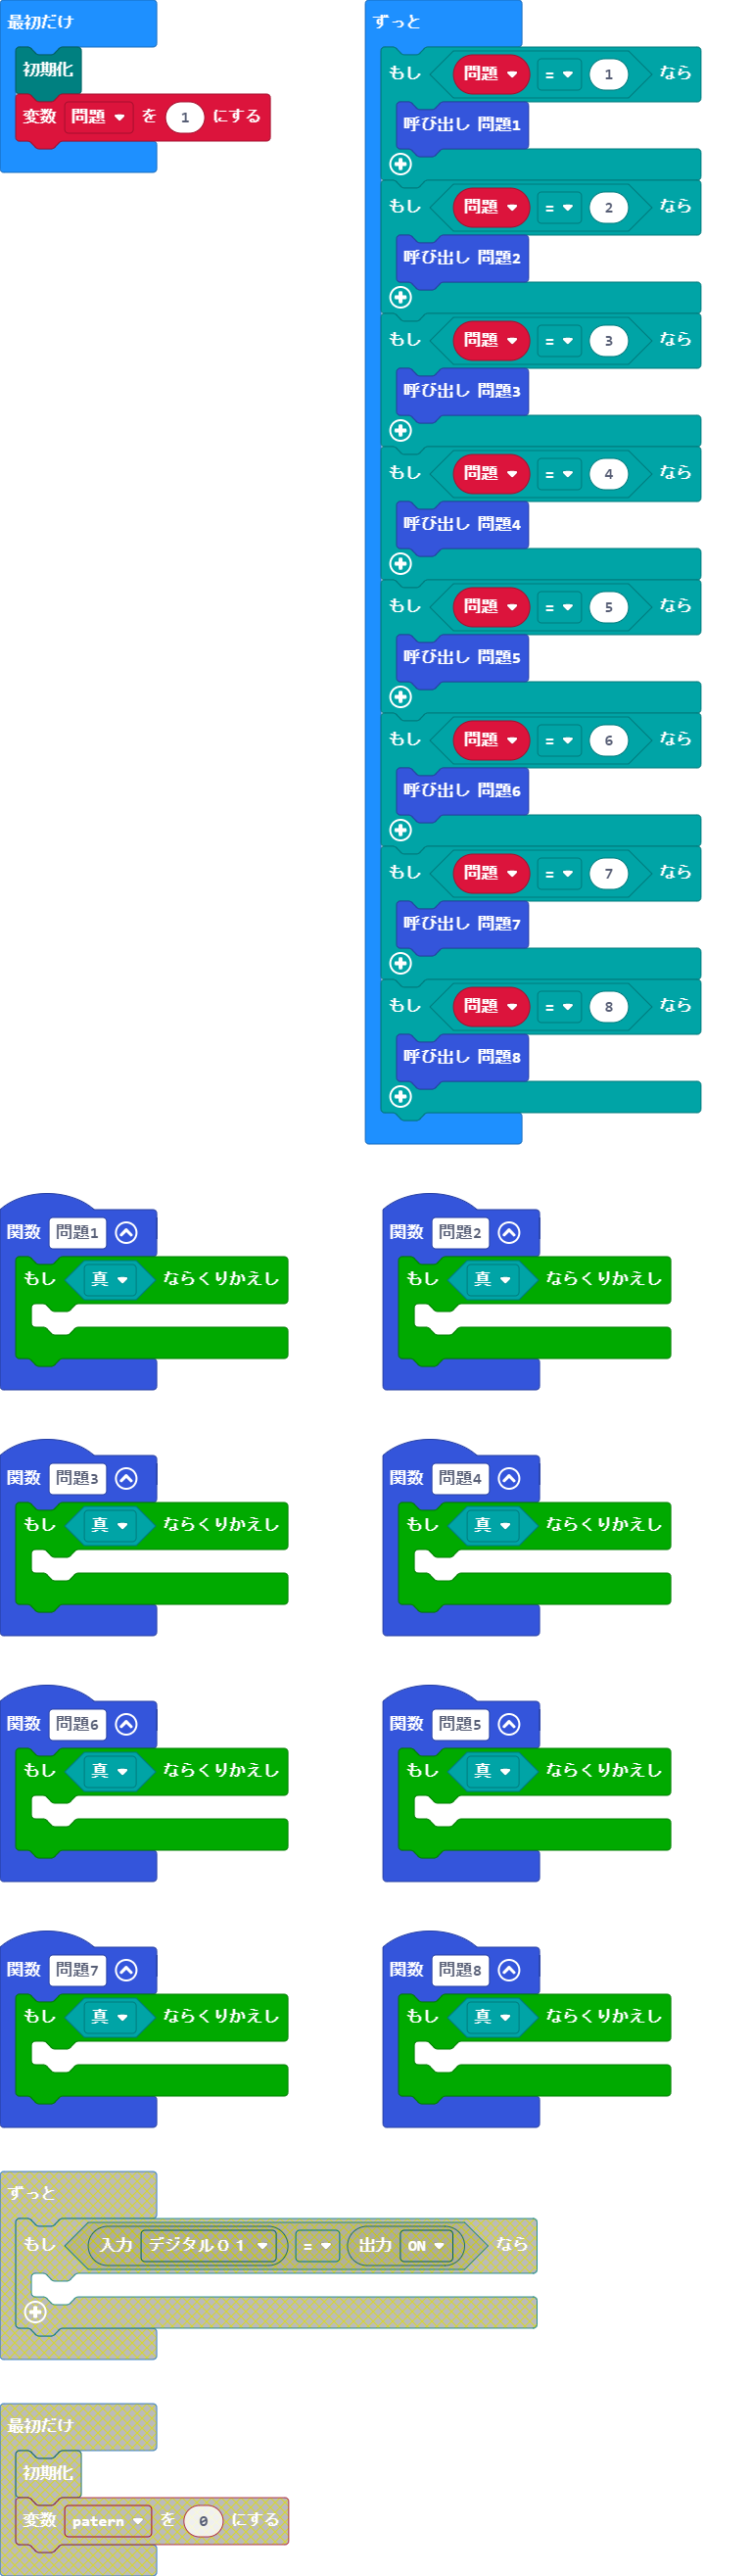 最初だけ
初期化
変数 問題 を 1 にする
ずっと
もし 問題 = 1 なら
呼び出し 問題1
もし 問題 = 2 なら
呼び出し 問題2
もし 問題 = 3 なら
呼び出し 問題3
もし 問題 = 4 なら
呼び出し 問題4
もし 問題 = 5 なら
呼び出し 問題5
もし 問題 = 6 なら
呼び出し 問題6
もし 問題 = 7 なら
呼び出し 問題7
もし 問題 = 8 なら
呼び出し 問題8
関数 問題1
もし 真 ならくりかえし
関数 問題2
もし 真 ならくりかえし
関数 問題3
もし 真 ならくりかえし
関数 問題4
もし 真 ならくりかえし
関数 問題6
もし 真 ならくりかえし
関数 問題5
もし 真 ならくりかえし
関数 問題7
もし 真 ならくりかえし
関数 問題8
もし 真 ならくりかえし
ずっと
もし 入力 デジタル01 = 出力 ON なら
最初だけ
初期化
変数 patern を 0 にする